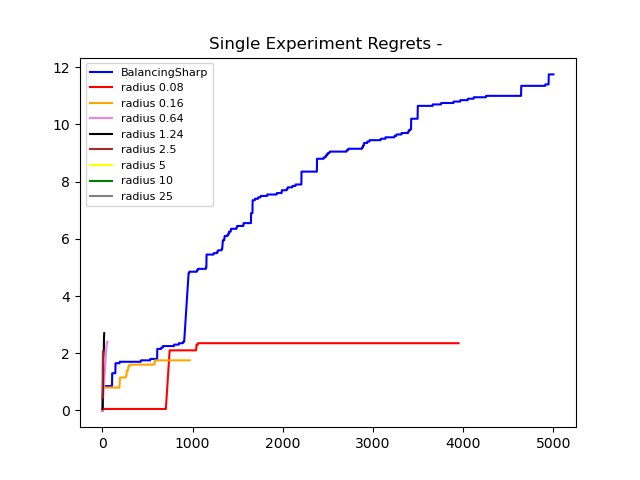 Single Experiment Regrets -
BalancingSharp
radius 0.08
radius 0.16
radius 0.64
radius 1.24
radius 2.5
radius 5
radius 10
radius 25
12
10
8
6
4
2
0
0 1000 2000 3000 4000 5000